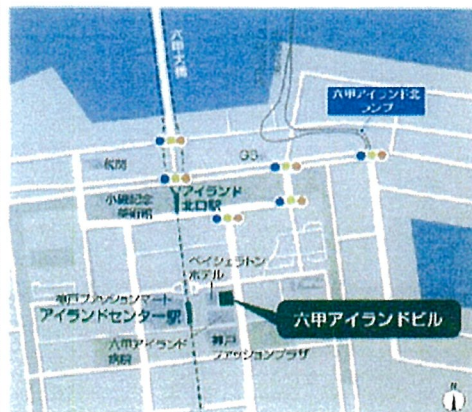 六甲大橋
六甲アイランド北
ランプ
小磯記念
美術館
アイランド
北口駅
ベイシェラトン
ホテル
神戸ファッションマート
アイランドセンター駅
六甲アイランドビル
六甲アイランド
病院
神戸
ファッションプラザ
N